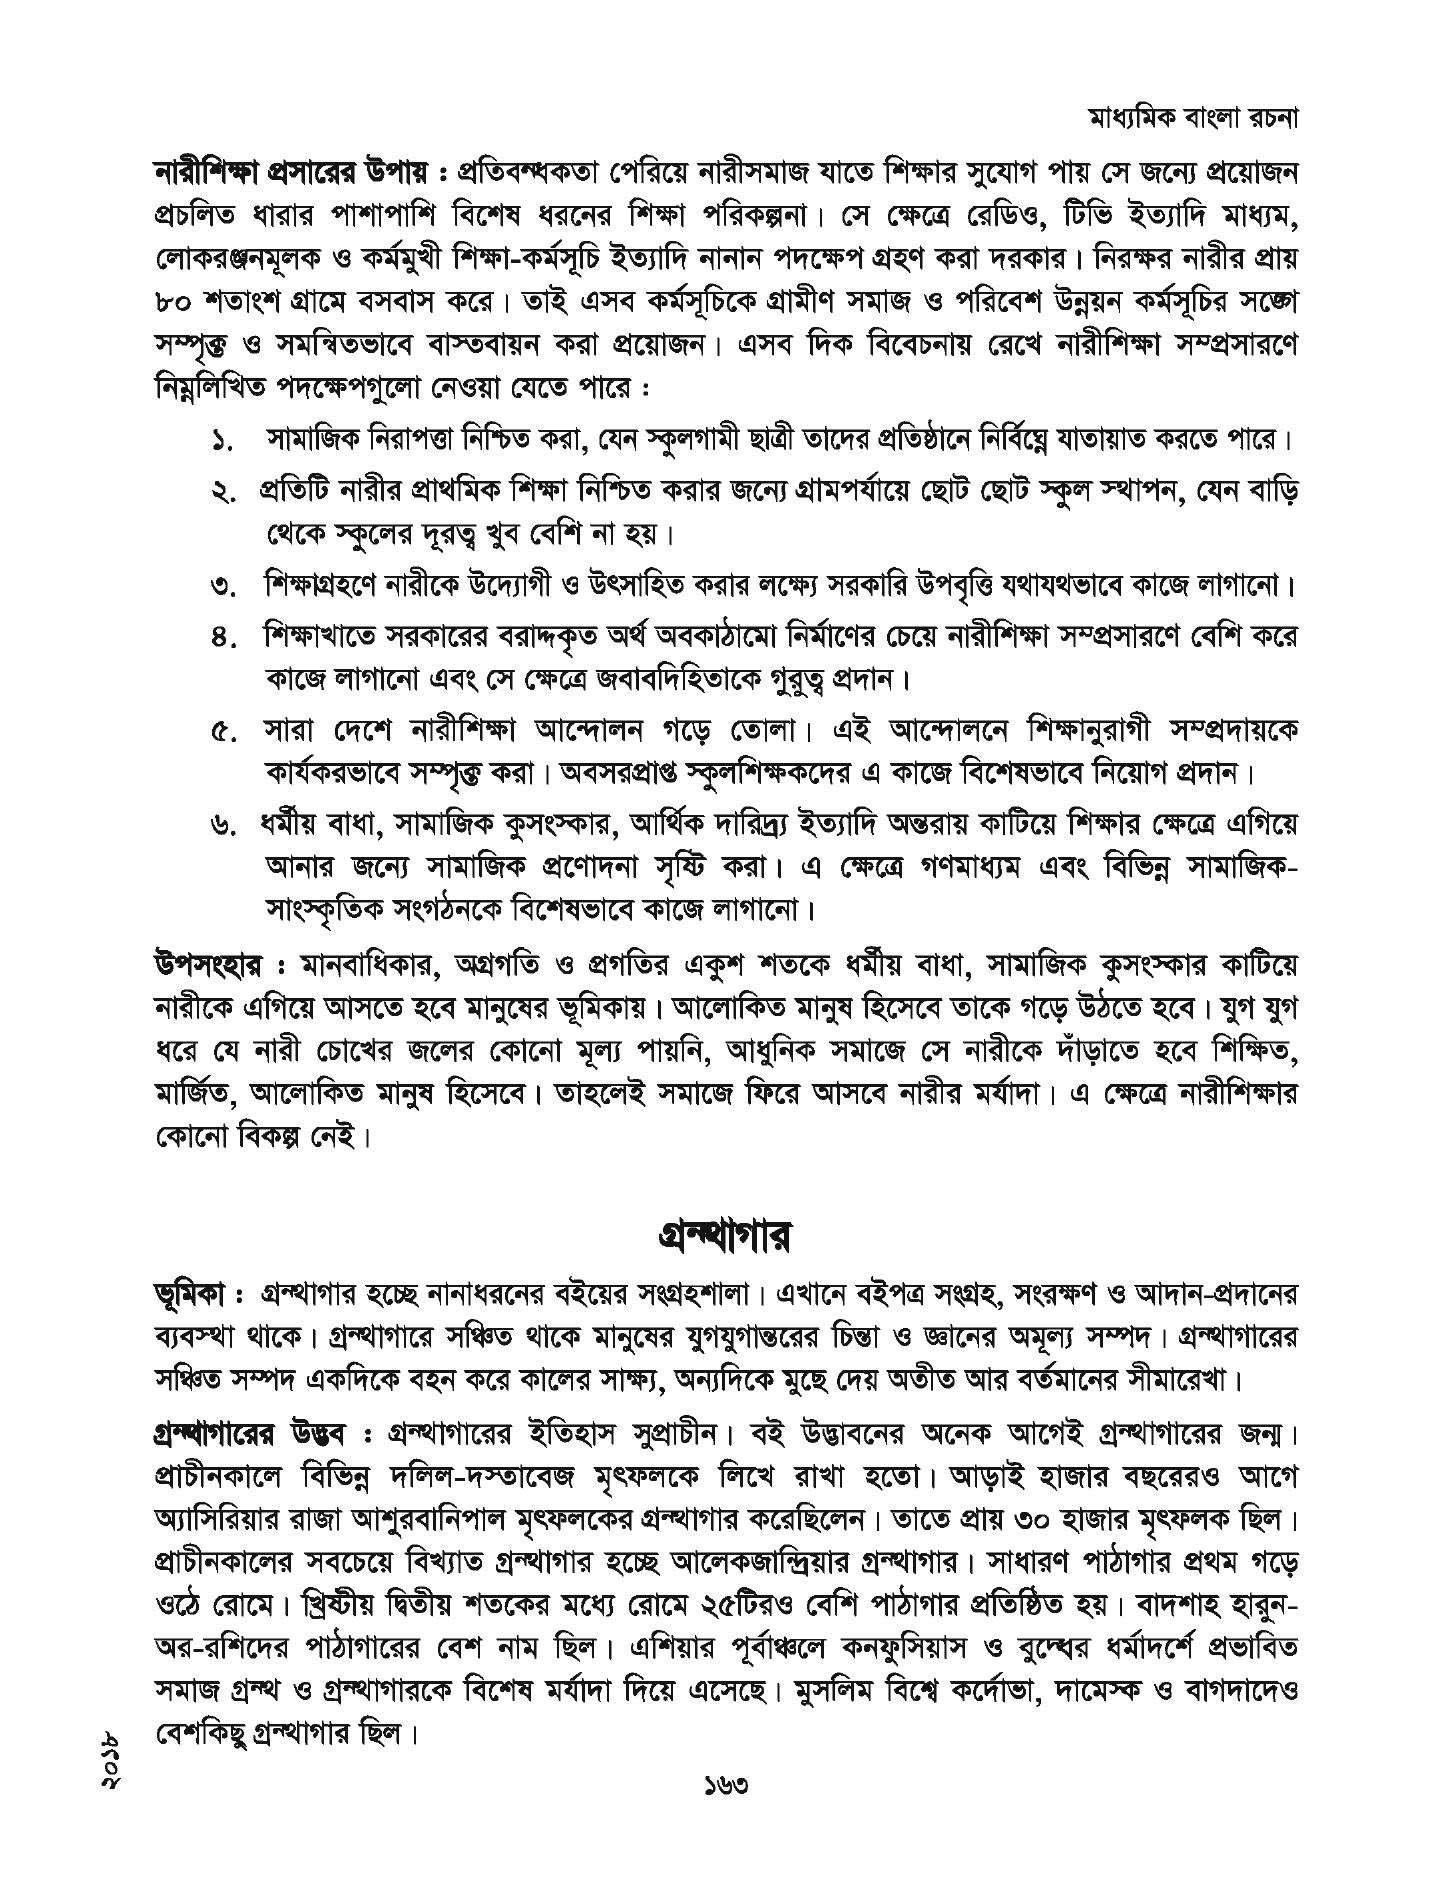 মাধ্যমিক বাংলা রচনা
নারীশিক্ষা প্রসারের উপায় : প্রতিবন্ধকতা পেরিয়ে নারীসমাজ যাতে শিক্ষার সুযোগ পায় সে জন্যে প্রয়োজন
প্রচলিত ধারার পাশাপাশি বিশেষ ধরনের শিক্ষা পরিকল্পনা। সে ক্ষেত্রে রেডিও, টিভি ইত্যাদি মাধ্যম,
লোকরঞ্জনমূলক ও কর্মমুখী শিক্ষা-কর্মসূচি ইত্যাদি নানান পদক্ষেপ গ্রহণ করা দরকার। নিরক্ষর নারীর প্রায়
৮০ শতাংশ গ্রামে বসবাস করে। তাই এসব কর্মসূচিকে গ্রামীণ সমাজ ও পরিবেশ উন্নয়ন কর্মসূচির সঙ্গে
সম্পৃক্ত ও সমন্বিতভাবে বাস্তবায়ন করা প্রয়োজন। এসব দিক বিবেচনায় রেখে নারীশিক্ষা সম্প্রসারণে
নিম্নলিখিত পদক্ষেপগুলো নেওয়া যেতে পারে :
১. সামাজিক নিরাপত্তা নিশ্চিত করা, যেন স্কুলগামী ছাত্রী তাদের প্রতিষ্ঠানে নির্বিঘ্নে যাতায়াত করতে পারে।
২. প্রতিটি নারীর প্রাথমিক শিক্ষা নিশ্চিত করার জন্যে গ্রামপর্যায়ে ছোট ছোট স্কুল স্থাপন, যেন বাড়ি
থেকে স্কুলের দূরত্ব খুব বেশি না হয়।
৩. শিক্ষাগ্রহণে নারীকে উদ্যোগী ও উৎসাহিত করার লক্ষ্যে সরকারি উপবৃত্তি যথাযথভাবে কাজে লাগানো।
৪. শিক্ষাখাতে সরকারের বরাদ্দকৃত অর্থ অবকাঠামো নির্মাণের চেয়ে নারীশিক্ষা সম্প্রসারণে বেশি করে
কাজে লাগানো এবং সে ক্ষেত্রে জবাবদিহিতাকে গুরুত্ব প্রদান।
৫. সারা দেশে নারীশিক্ষা আন্দোলন গড়ে তোলা। এই আন্দোলনে শিক্ষানুরাগী সম্প্রদায়কে
কার্যকরভাবে সম্পৃক্ত করা। অবসরপ্রাপ্ত স্কুলশিক্ষকদের এ কাজে বিশেষভাবে নিয়োগ প্রদান।
৬. ধর্মীয় বাধা, সামাজিক কুসংস্কার, আর্থিক দারিদ্র্য ইত্যাদি অন্তরায় কাটিয়ে শিক্ষার ক্ষেত্রে এগিয়ে
আনার জন্যে সামাজিক প্রণোদনা সৃষ্টি করা। এ ক্ষেত্রে গণমাধ্যম এবং বিভিন্ন সামাজিক-
সাংস্কৃতিক সংগঠনকে বিশেষভাবে কাজে লাগানো।
উপসংহার : মানবাধিকার, অগ্রগতি ও প্রগতির একুশ শতকে ধর্মীয় বাধা, সামাজিক কুসংস্কার কাটিয়ে
নারীকে এগিয়ে আসতে হবে মানুষের ভূমিকায়। আলোকিত মানুষ হিসেবে তাকে গড়ে উঠতে হবে। যুগ যুগ
ধরে যে নারী চোখের জলের কোনো মূল্য পায়নি, আধুনিক সমাজে সে নারীকে দাঁড়াতে হবে শিক্ষিত,
মার্জিত, আলোকিত মানুষ হিসেবে। তাহলেই সমাজে ফিরে আসবে নারীর মর্যাদা। এ ক্ষেত্রে নারীশিক্ষার
কোনো বিকল্প নেই।
গ্রন্থাগার
ভূমিকা : গ্রন্থাগার হচ্ছে নানাধরনের বইয়ের সংগ্রহশালা। এখানে বইপত্র সংগ্রহ, সংরক্ষণ ও আদান-প্রদানের
ব্যবস্থা থাকে। গ্রন্থাগারে সঞ্চিত থাকে মানুষের যুগযুগান্তরের চিন্তা ও জ্ঞানের অমূল্য সম্পদ। গ্রন্থাগারের
সঞ্চিত সম্পদ একদিকে বহন করে কালের সাক্ষ্য, অন্যদিকে মুছে দেয় অতীত আর বর্তমানের সীমারেখা।
গ্রন্থাগারের উদ্ভব : গ্রন্থাগারের ইতিহাস সুপ্রাচীন। বই উদ্ভাবনের অনেক আগেই গ্রন্থাগারের জন্ম।
প্রাচীনকালে বিভিন্ন দলিল-দস্তাবেজ মৃৎফলকে লিখে রাখা হতো। আড়াই হাজার বছরেরও আগে
অ্যাসিরিয়ার রাজা আশুরবানিপাল মৃৎফলকের গ্রন্থাগার করেছিলেন। তাতে প্রায় ৩০ হাজার মৃৎফলক ছিল।
প্রাচীনকালের সবচেয়ে বিখ্যাত গ্রন্থাগার হচ্ছে আলেকজান্দ্রিয়ার গ্রন্থাগার। সাধারণ পাঠাগার প্রথম গড়ে
ওঠে রোমে। খ্রিষ্টীয় দ্বিতীয় শতকের মধ্যে রোমে ২৫টিরও বেশি পাঠাগার প্রতিষ্ঠিত হয়। বাদশাহ হারুন-
অর-রশিদের পাঠাগারের বেশ নাম ছিল। এশিয়ার পূর্বাঞ্চলে কনফুসিয়াস ও বুদ্ধের ধর্মাদর্শে প্রভাবিত
সমাজ গ্রন্থ ও গ্রন্থাগারকে বিশেষ মর্যাদা দিয়ে এসেছে। মুসলিম বিশ্বে কর্দোভা, দামেস্ক ও বাগদাদেও
বেশকিছু গ্রন্থাগার ছিল।
২০১৮
১৬৩